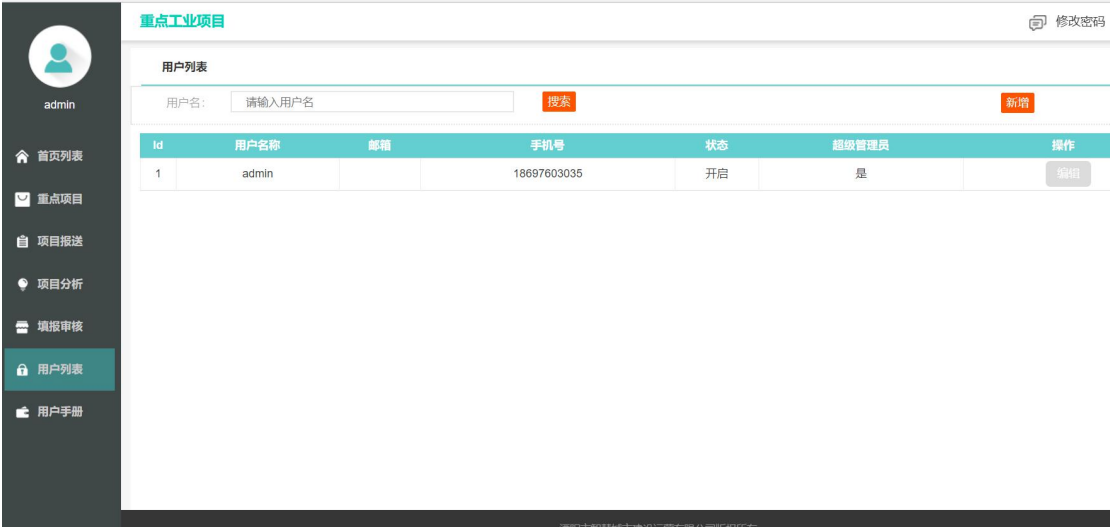 重点工业项目
修改密码
用户列表
admin
用户名：
请输入用户名
搜索
新增
Id 用户名称 邮箱 手机号 状态 超级管理员 操作
1 admin 18697603035 开启 是 编辑
首页列表
重点项目
项目报送
项目分析
填报审核
用户列表
用户手册